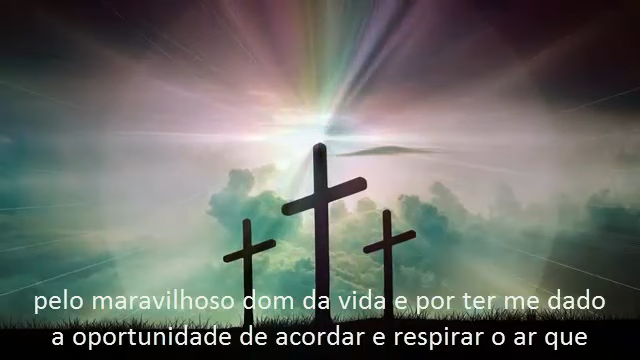 pelo maravilhoso dom da vida e por ter me dado
a oportunidade de acordar e respirar o ar que